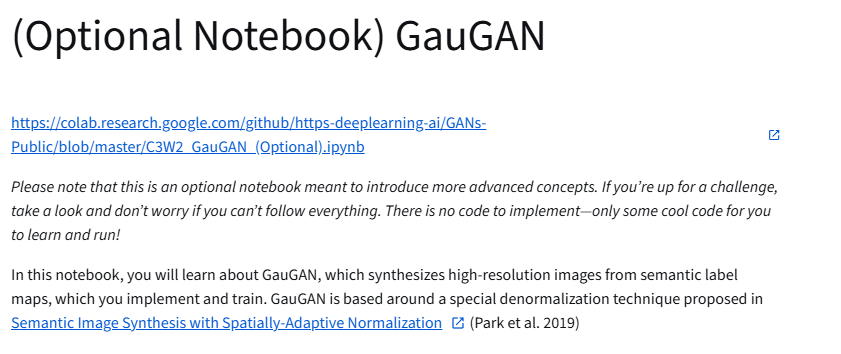 (Optional Notebook) GauGAN
https://colab.research.google.com/github/https-deeplearning-ai/GANs-
Public/blob/master/C3W2_GauGAN_(Optional).ipynb
Please note that this is an optional notebook meant to introduce more advanced concepts. If you’re up for a challenge,
take a look and don’t worry if you can’t follow everything. There is no code to implement—only some cool code for you
to learn and run!
In this notebook, you will learn about GauGAN, which synthesizes high-resolution images from semantic label
maps, which you implement and train. GauGAN is based around a special denormalization technique proposed in
Semantic Image Synthesis with Spatially-Adaptive Normalization (Park et al. 2019)